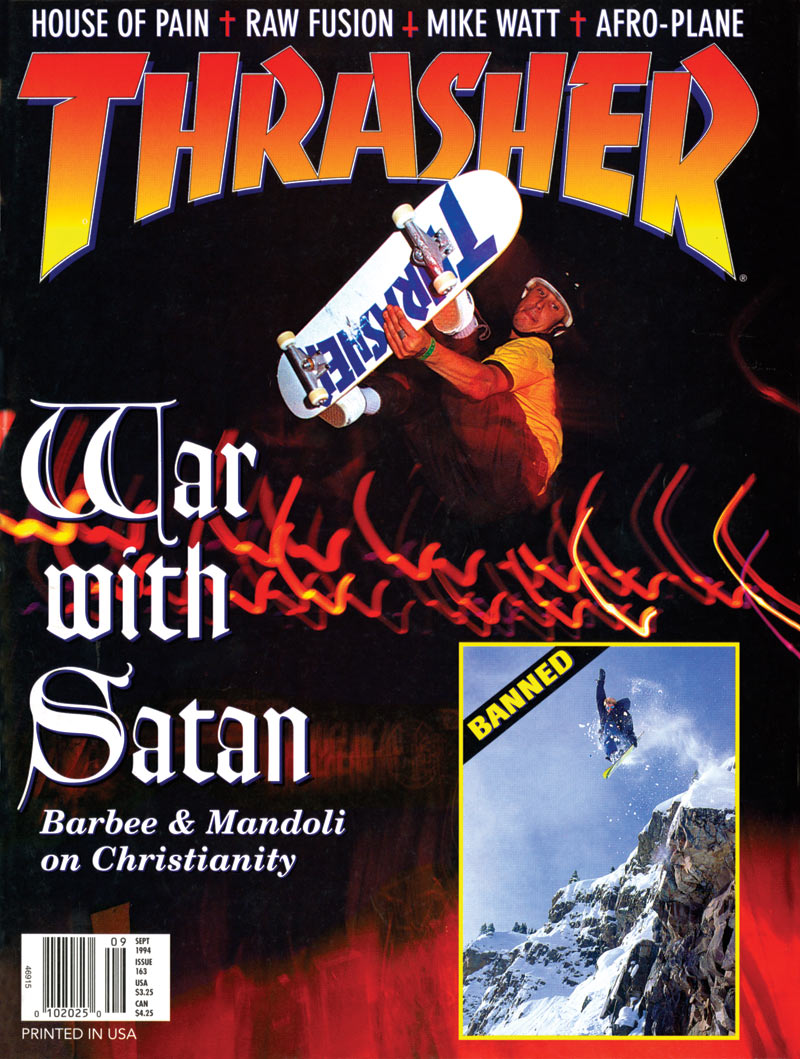 HOUSE OF PAIN † RAW FUSION † MIKE WATT † AFRO-PLANE
THRASHER
®
THRASHER
War
with
Satan
Barbee & Mandoli
on Christianity
BANNED
09
SEPT
1994
ISSUE
163
USA
$3.25
CAN
$4.25
46915
0 102025 0
PRINTED IN USA